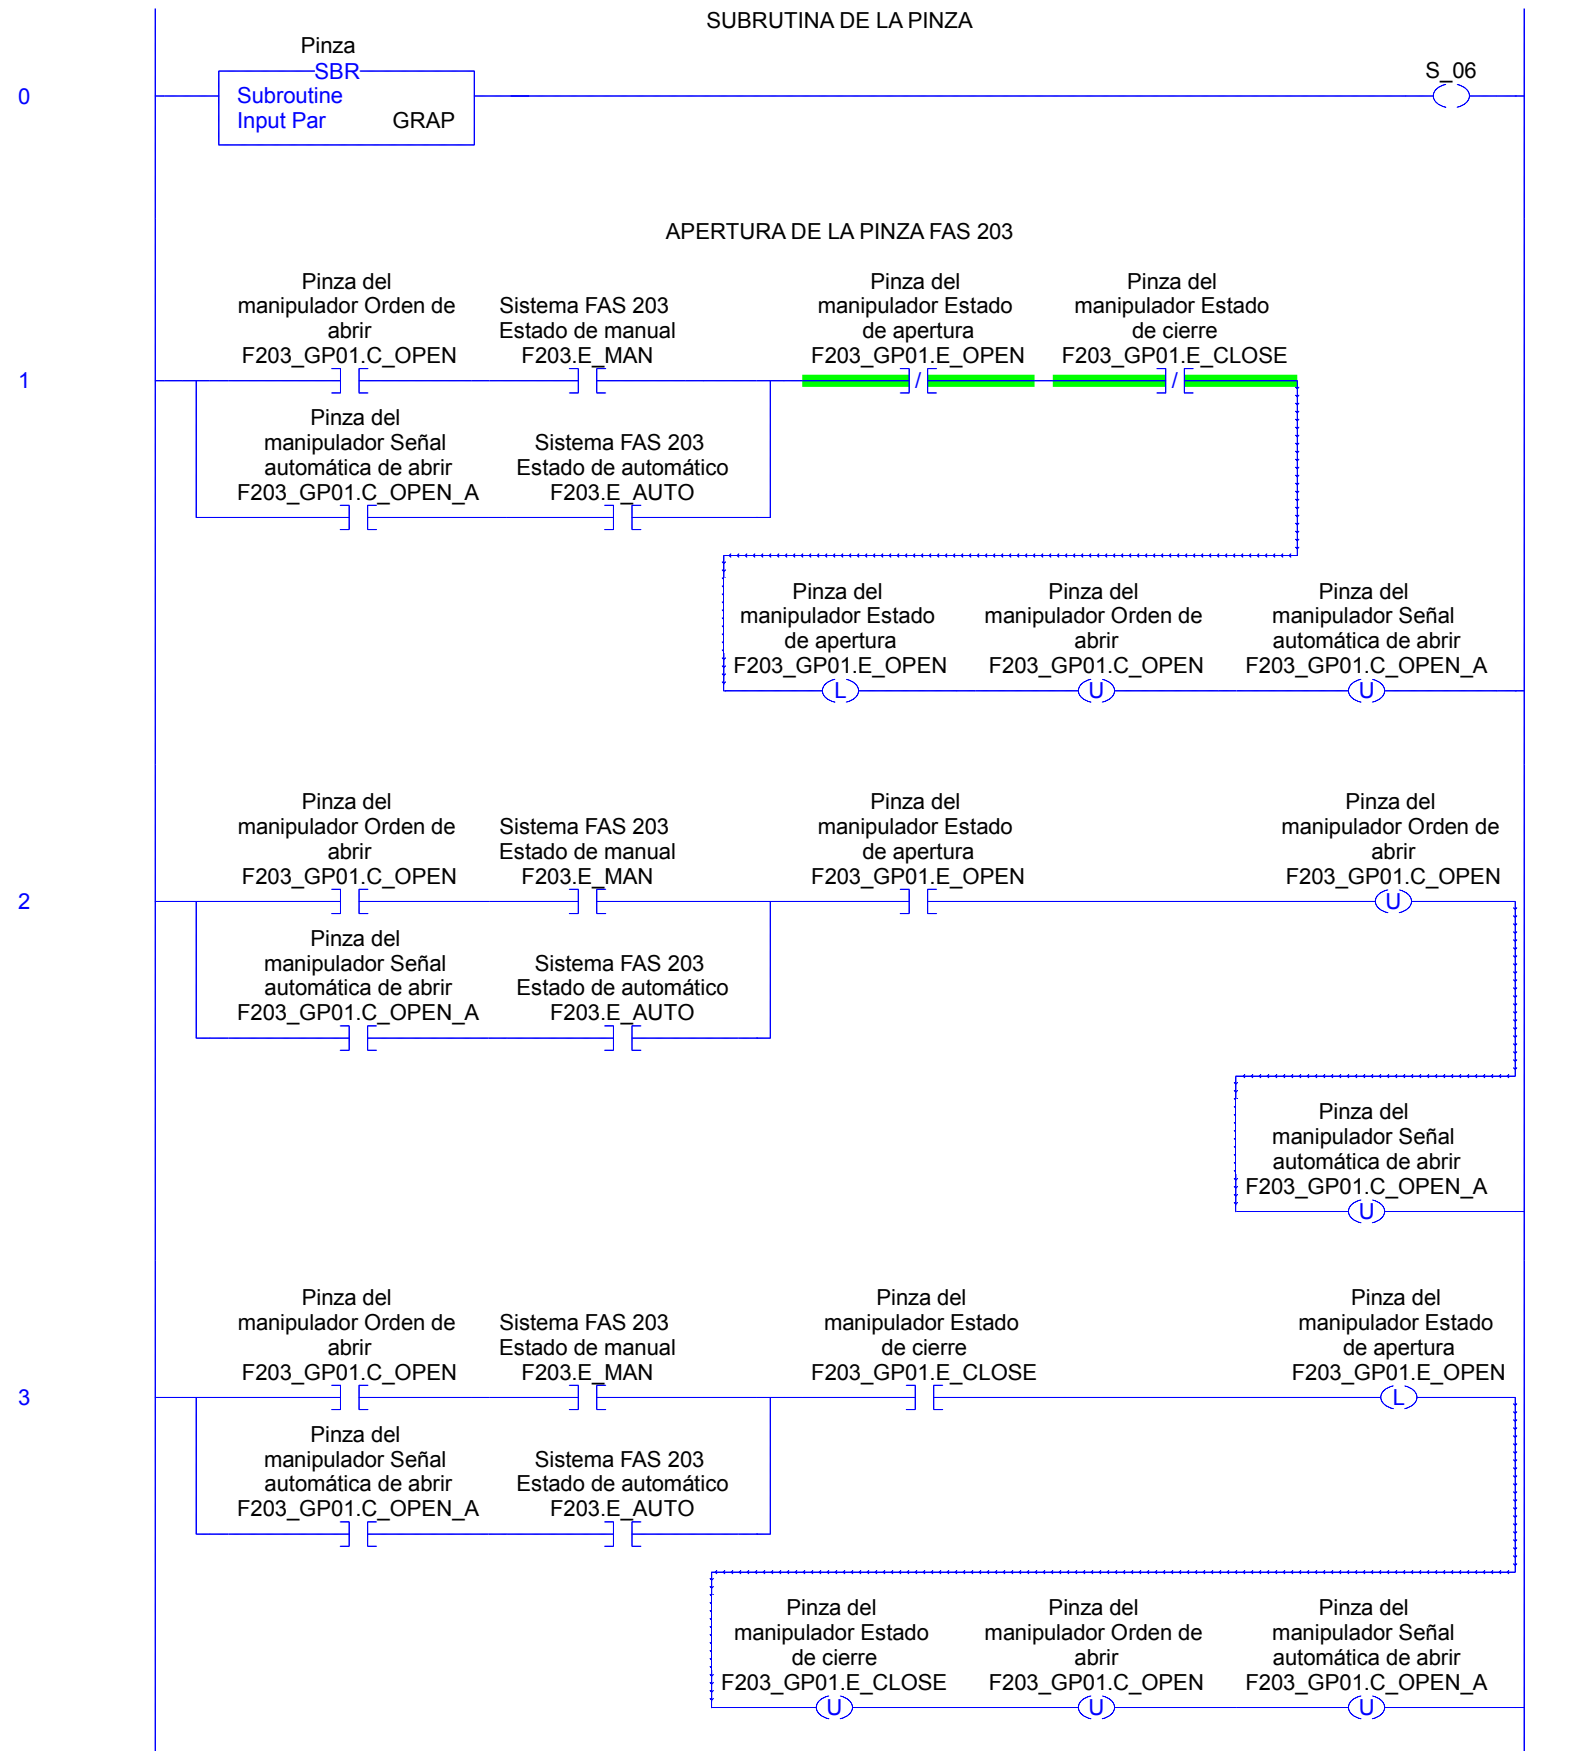 SUBRUTINA DE LA PINZA
Pinza
SBR
Subroutine
Input Par GRAP
S_06
0
APERTURA DE LA PINZA FAS 203
Pinza del
manipulador Orden de
abrir
F203_GP01.C_OPEN
Sistema FAS 203
Estado de manual
F203.E_MAN
Pinza del
manipulador Estado
de apertura
F203_GP01.E_OPEN
Pinza del
manipulador Estado
de cierre
F203_GP01.E_CLOSE
1
/
/
Pinza del
manipulador Señal
automática de abrir
F203_GP01.C_OPEN_A
Sistema FAS 203
Estado de automático
F203.E_AUTO
Pinza del
manipulador Estado
de apertura
F203_GP01.E_OPEN
L
Pinza del
manipulador Orden de
abrir
F203_GP01.C_OPEN
U
Pinza del
manipulador Señal
automática de abrir
F203_GP01.C_OPEN_A
U
Pinza del
manipulador Orden de
abrir
F203_GP01.C_OPEN
Sistema FAS 203
Estado de manual
F203.E_MAN
Pinza del
manipulador Estado
de apertura
F203_GP01.E_OPEN
Pinza del
manipulador Orden de
abrir
F203_GP01.C_OPEN
U
2
Pinza del
manipulador Señal
automática de abrir
F203_GP01.C_OPEN_A
Sistema FAS 203
Estado de automático
F203.E_AUTO
Pinza del
manipulador Señal
automática de abrir
F203_GP01.C_OPEN_A
U
Pinza del
manipulador Orden de
abrir
F203_GP01.C_OPEN
Sistema FAS 203
Estado de manual
F203.E_MAN
Pinza del
manipulador Estado
de cierre
F203_GP01.E_CLOSE
Pinza del
manipulador Estado
de apertura
F203_GP01.E_OPEN
L
3
Pinza del
manipulador Señal
automática de abrir
F203_GP01.C_OPEN_A
Sistema FAS 203
Estado de automático
F203.E_AUTO
Pinza del
manipulador Estado
de cierre
F203_GP01.E_CLOSE
U
Pinza del
manipulador Orden de
abrir
F203_GP01.C_OPEN
U
Pinza del
manipulador Señal
automática de abrir
F203_GP01.C_OPEN_A
U